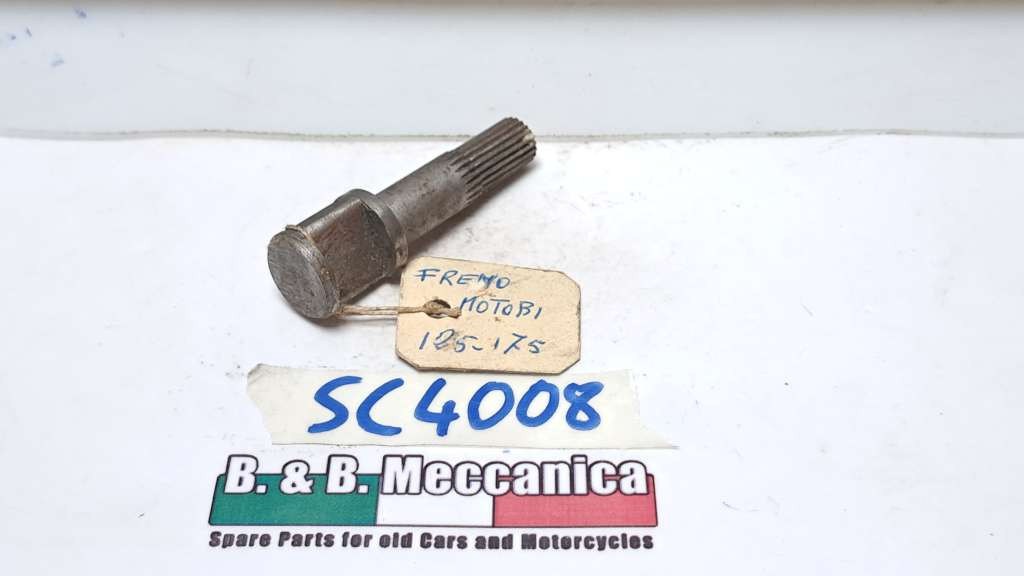 FRENO
MOTOBI
125-175
SC4008
B. & B. Meccanica
Spare Parts for old Cars and Motorcycles